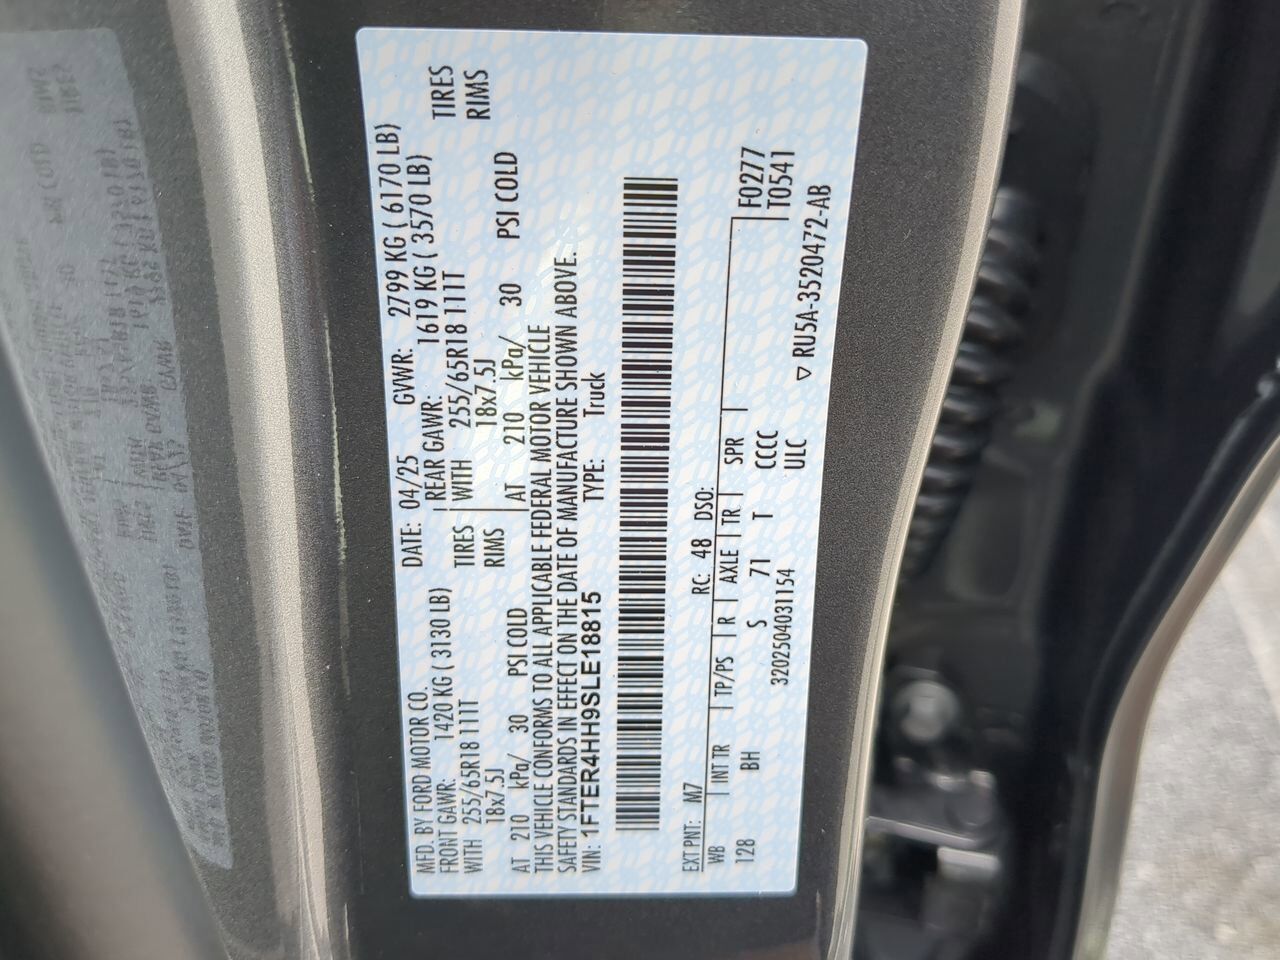 MFD. BY FORD MOTOR CO. DATE: 04/25 GVWR: 2799 KG ( 6170 LB)
FRONT GAWR: 1420 KG ( 3130 LB) REAR GAWR: 1619 KG ( 3570 LB)
WITH 255/65R18 111T TIRES WITH 255/65R18 111T TIRES
18x7.5J RIMS 18x7.5J RIMS
AT 210 kPa/ 30 PSI COLD AT 210 kPa/ 30 PSI COLD
THIS VEHICLE CONFORMS TO ALL APPLICABLE FEDERAL MOTOR VEHICLE
SAFETY STANDARDS IN EFFECT ON THE DATE OF MANUFACTURE SHOWN ABOVE.
VIN: 1FTER4HH9SLE18815 TYPE: Truck
EXT PNT: M7 RC: 48 DSO: F0277
WB INT TR TP/PS R AXLE TR SPR T0541
128 BH S 71 T CCCC
3202504031154 ULC ▽ RU5A-3520472-AB